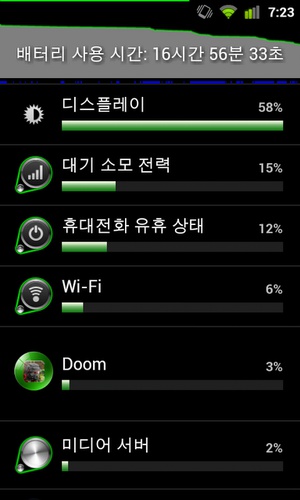 7:23
배터리 사용 시간: 16시간 56분 33초
디스플레이 58%
대기 소모 전력 15%
휴대전화 유휴 상태 12%
Wi-Fi 6%
Doom 3%
미디어 서버 2%